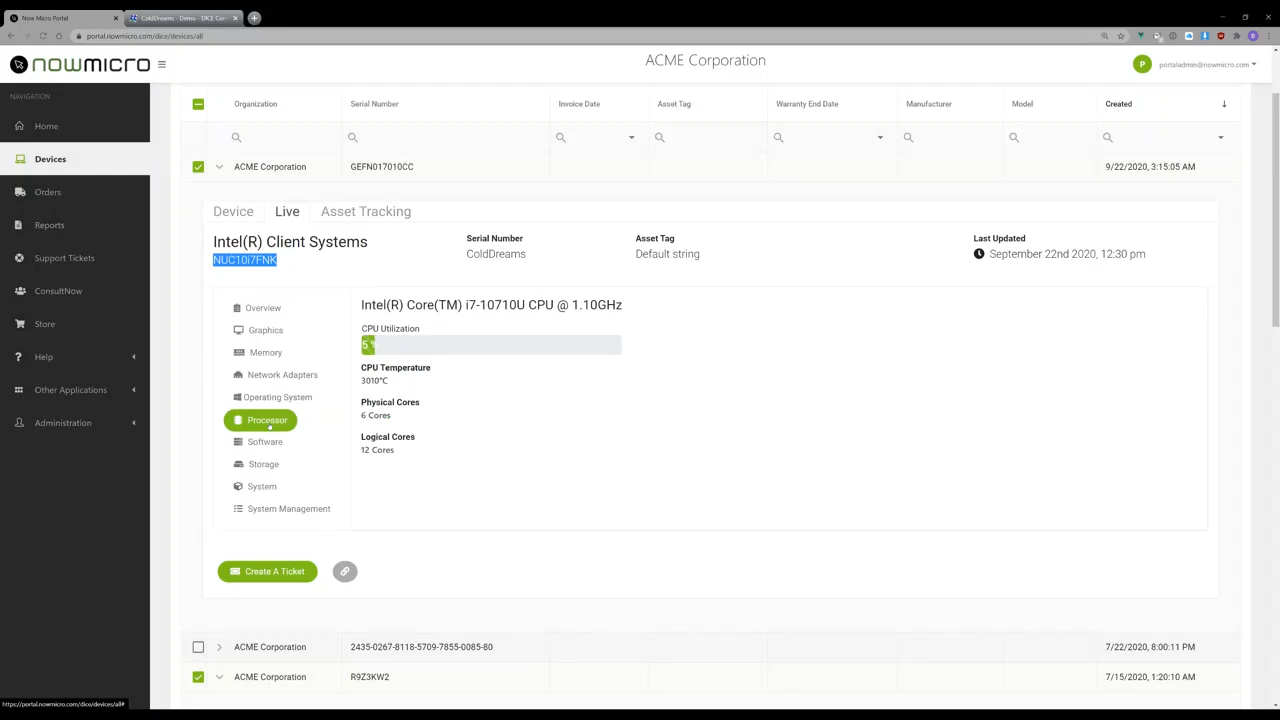 Now Micro Portal
ColdDreams - Demo - DICE Con
portal.nowmicro.com/dice/devices/all
nowmicro
ACME Corporation
P
portaladmin@nowmicro.com
NAVIGATION
Home
Devices
Orders
Reports
Support Tickets
ConsultNow
Store
Help
Other Applications
Administration
Organization
Serial Number
Invoice Date
Asset Tag
Warranty End Date
Manufacturer
Model
Created
ACME Corporation GEFN017010CC 9/22/2020, 3:15:05 AM
Device Live Asset Tracking
Intel(R) Client Systems
NUC10i7FNK
Serial Number
ColdDreams
Asset Tag
Default string
Last Updated
September 22nd 2020, 12:30 pm
Overview
Graphics
Memory
Network Adapters
Operating System
Processor
Software
Storage
System
System Management
Intel(R) Core(TM) i7-10710U CPU @ 1.10GHz
CPU Utilization
5 %
CPU Temperature
3010°C
Physical Cores
6 Cores
Logical Cores
12 Cores
Create A Ticket
ACME Corporation 2435-0267-8118-5709-7855-0085-80 7/22/2020, 8:00:11 PM
ACME Corporation R9Z3KW2 7/15/2020, 1:20:10 AM
https://portal.nowmicro.com/dice/devices/all#